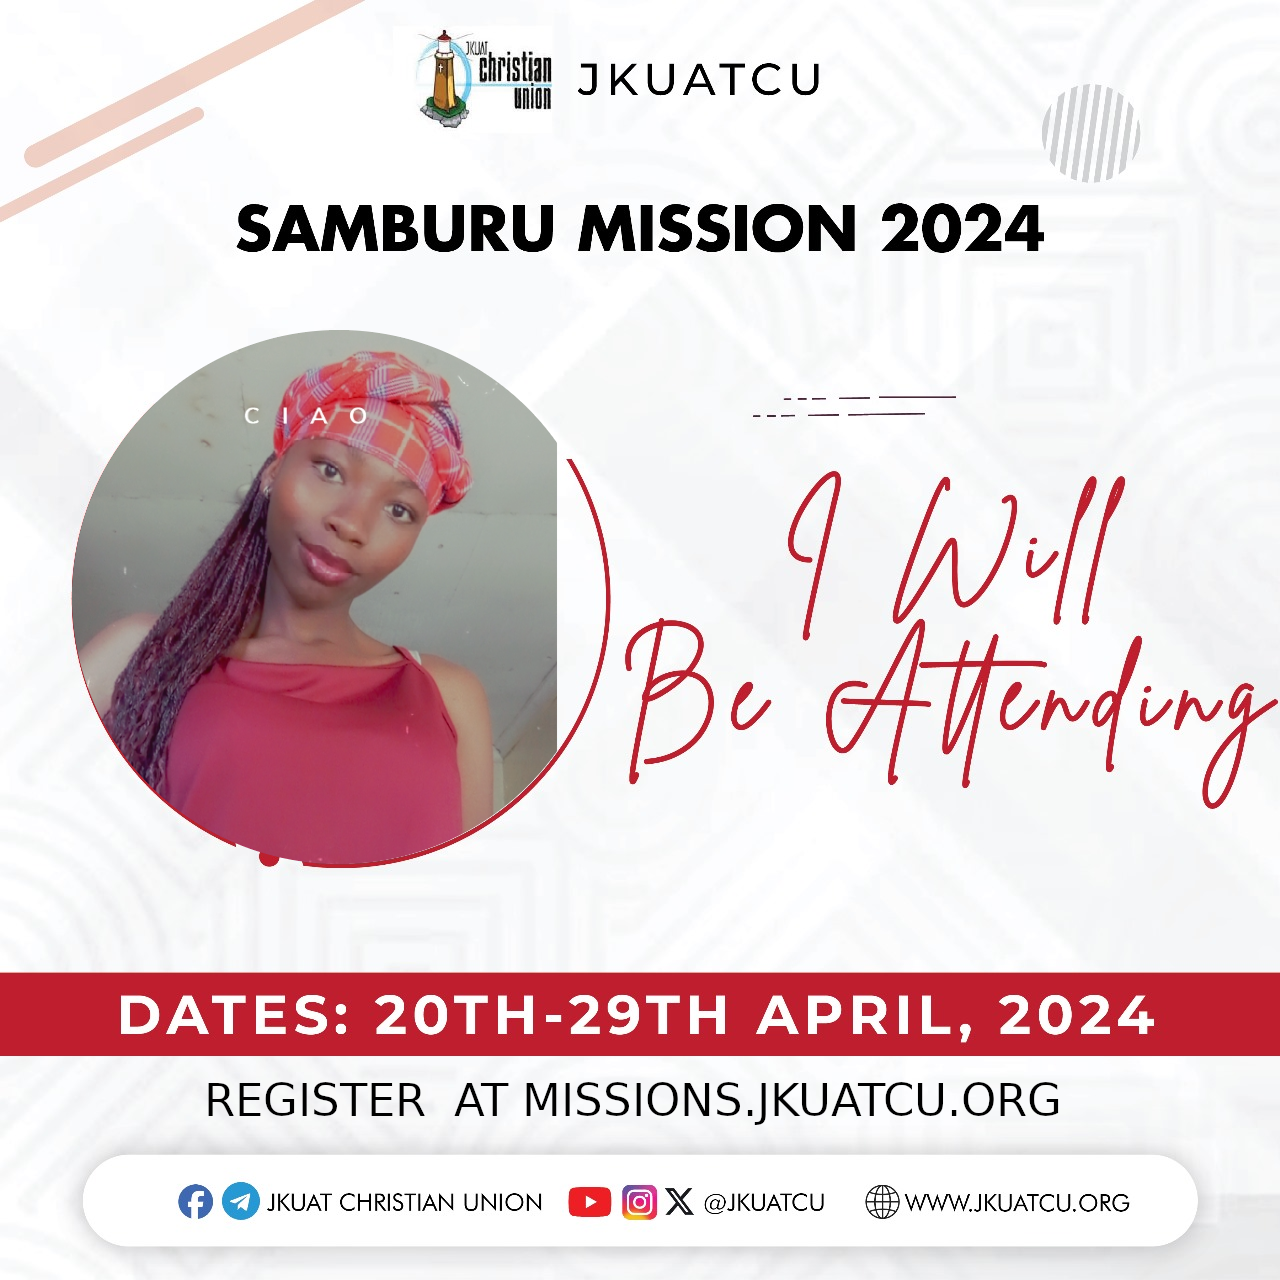 JKUAT
christian
union
JKUATCU
SAMBURU MISSION 2024
CIAO
I Will
Be Attending
DATES: 20TH-29TH APRIL, 2024
REGISTER AT MISSIONS.JKUATCU.ORG
JKUAT CHRISTIAN UNION @JKUATCU WWW.JKUATCU.ORG